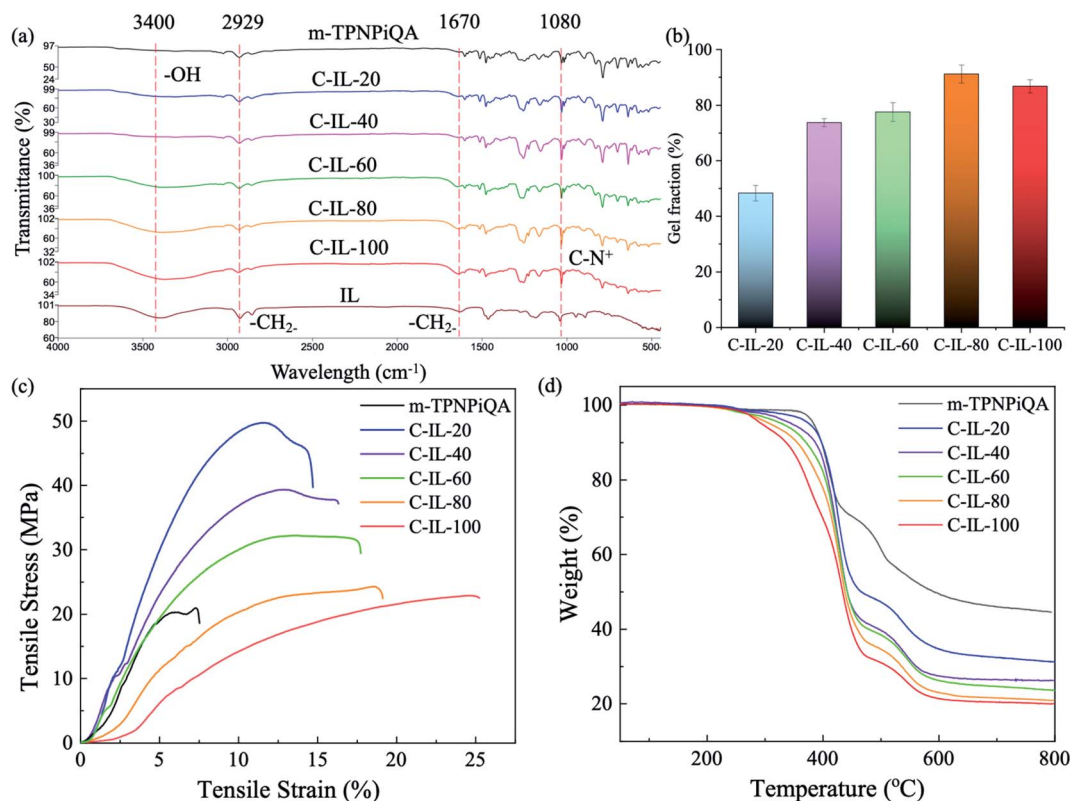 (a)
3400 2929 1670 1080
m-TPNPiQA
97
50
24
-OH
C-IL-20
99
60
30
C-IL-40
99
60
36
C-IL-60
100
60
36
C-IL-80
102
60
32
C-IL-100
C-N⁺
102
60
34
IL
101
80
60
-CH₂- -CH₂-
Transmittance (%)
4000 3500 3000 2500 2000 1500 1000 500
Wavelength (cm⁻¹)
(b)
Gel fraction (%)
100
80
60
40
20
0
C-IL-20 C-IL-40 C-IL-60 C-IL-80 C-IL-100
(c)
Tensile Stress (MPa)
50
40
30
20
10
0
m-TPNPiQA
C-IL-20
C-IL-40
C-IL-60
C-IL-80
C-IL-100
0 5 10 15 20 25
Tensile Strain (%)
(d)
Weight (%)
100
80
60
40
20
m-TPNPiQA
C-IL-20
C-IL-40
C-IL-60
C-IL-80
C-IL-100
200 400 600 800
Temperature (⁰C)